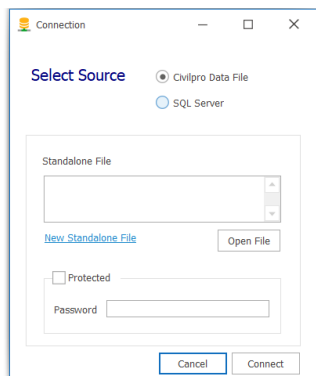 Connection
Select Source
Civilpro Data File
SQL Server
Standalone File
New Standalone File
Open File
Protected
Password
Cancel
Connect